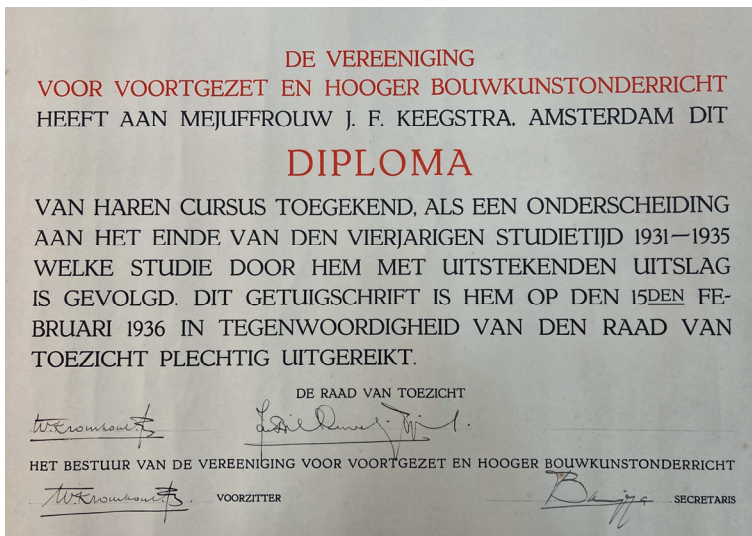 DE VEREENIGING
VOOR VOORTGEZET EN HOOGER BOUWKUNSTONDERRICHT
HEEFT AAN MEJUFFROUW J. F. KEEGSTRA, AMSTERDAM DIT
DIPLOMA
VAN HAREN CURSUS TOEGEKEND, ALS EEN ONDERSCHEIDING
AAN HET EINDE VAN DEN VIERJARIGEN STUDIETIJD 1931—1935
WELKE STUDIE DOOR HEM MET UITSTEKENDEN UITSLAG
IS GEVOLGD. DIT GETUIGSCHRIFT IS HEM OP DEN 15DEN FE-
BRUARI 1936 IN TEGENWOORDIGHEID VAN DEN RAAD VAN
TOEZICHT PLECHTIG UITGEREIKT.
DE RAAD VAN TOEZICHT
W. Kromhout
HET BESTUUR VAN DE VEREENIGING VOOR VOORTGEZET EN HOOGER BOUWKUNSTONDERRICHT
W. Kromhout VOORZITTER SECRETARIS